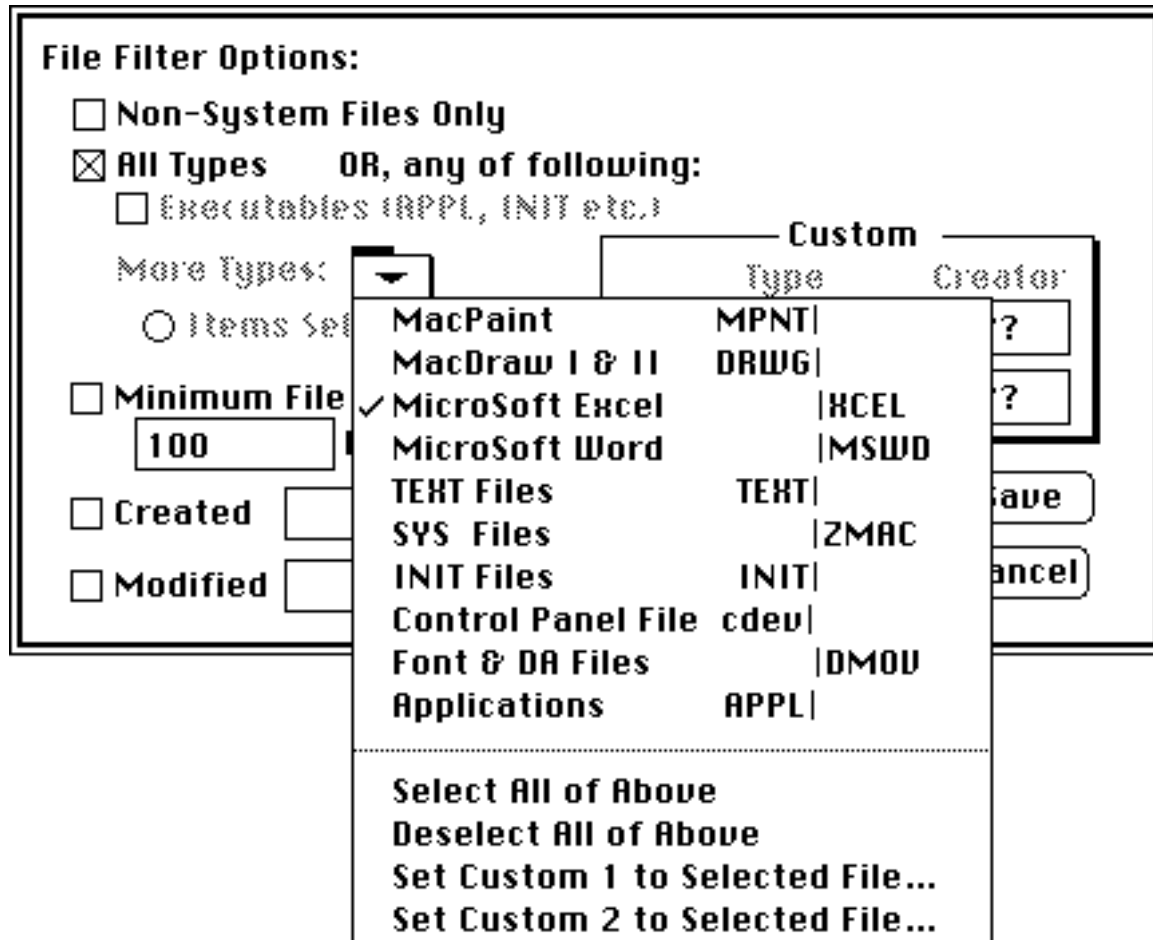 File Filter Options:
Non-System Files Only
All Types OR, any of following:
Executables (APPL, INIT etc.)
Custom
More Types: Type Creator
MacPaint MPNT|
Items Sel ??
MacDraw I & II DRWG|
Minimum File
MicroSoft Excel |XCEL ??
100
MicroSoft Word |MSWD
TEXT Files TEXT| Save
Created
SYS Files |ZMAC
INIT Files INIT| Cancel
Modified
Control Panel File cdev|
Font & DA Files |DMOV
Applications APPL|
Select All of Above
Deselect All of Above
Set Custom 1 to Selected File...
Set Custom 2 to Selected File...